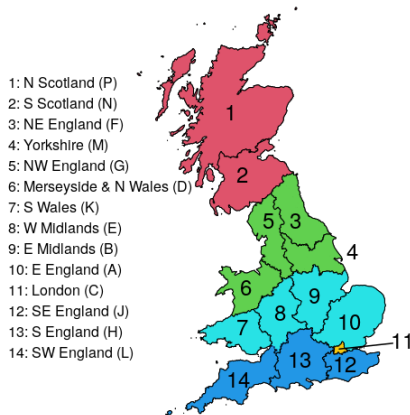 1: N Scotland (P)
2: S Scotland (N)
3: NE England (F)
4: Yorkshire (M)
5: NW England (G)
6: Merseyside & N Wales (D)
7: S Wales (K)
8: W Midlands (E)
9: E Midlands (B)
10: E England (A)
11: London (C)
12: SE England (J)
13: S England (H)
14: SW England (L)
1
2
5 3
4
6
9
8
7
10
11
13
12
14